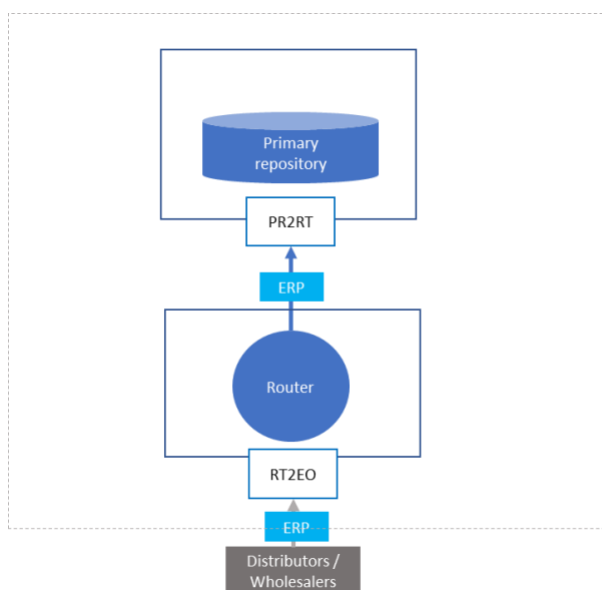 Primary
repository
PR2RT
ERP
Router
RT2EO
ERP
Distributors /
Wholesalers